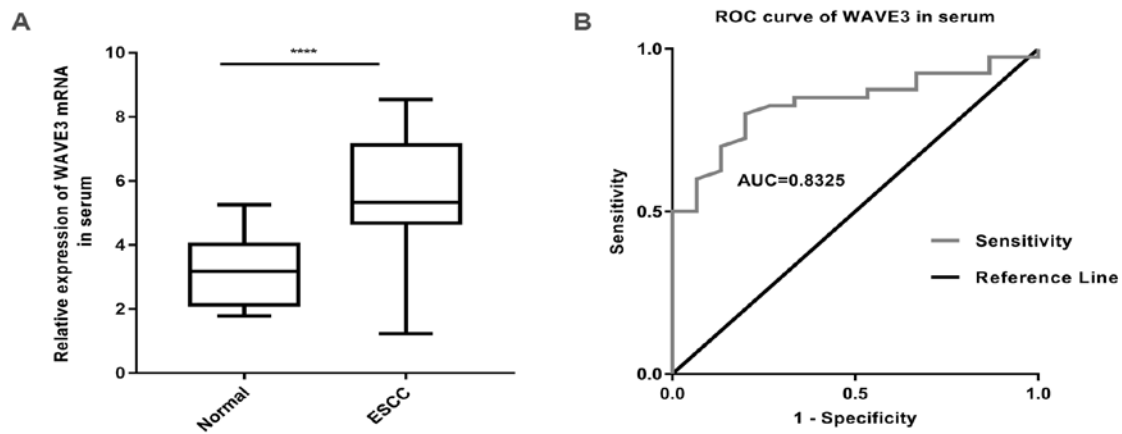 A
Relative expression of WAVE3 mRNA
in serum
10
8
6
4
2
0
****
Normal
ESCC
B
ROC curve of WAVE3 in serum
Sensitivity
1.0
0.5
0.0
AUC=0.8325
Sensitivity
Reference Line
0.0
0.5
1.0
1 - Specificity